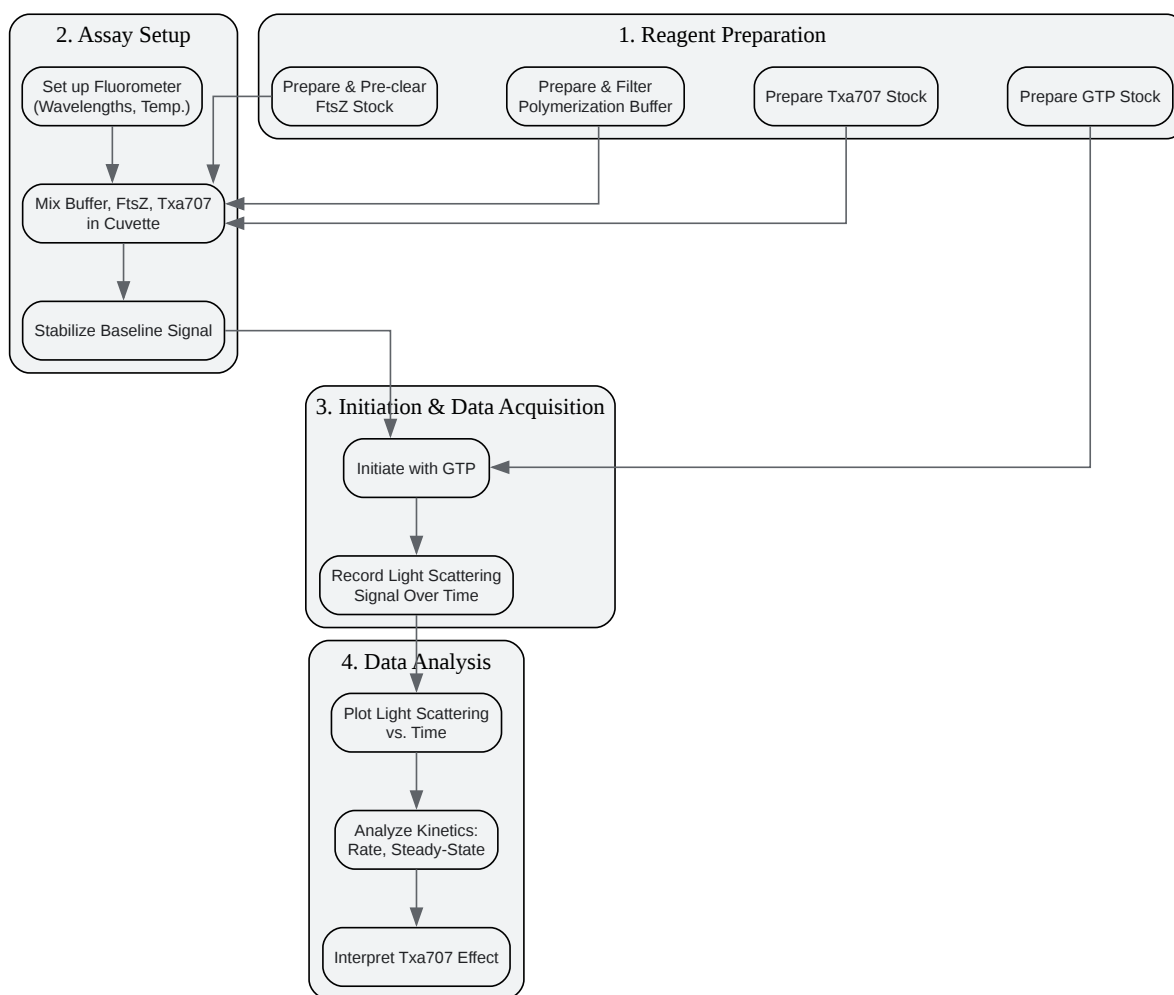 2. Assay Setup
1. Reagent Preparation
Set up Fluorometer
(Wavelengths, Temp.)
Prepare & Pre-clear
FtsZ Stock
Prepare & Filter
Polymerization Buffer
Prepare Txa707 Stock
Prepare GTP Stock
Mix Buffer, FtsZ, Txa707
in Cuvette
Stabilize Baseline Signal
3. Initiation & Data Acquisition
Initiate with GTP
Record Light Scattering
Signal Over Time
4. Data Analysis
Plot Light Scattering
vs. Time
Analyze Kinetics:
Rate, Steady-State
Interpret Txa707 Effect